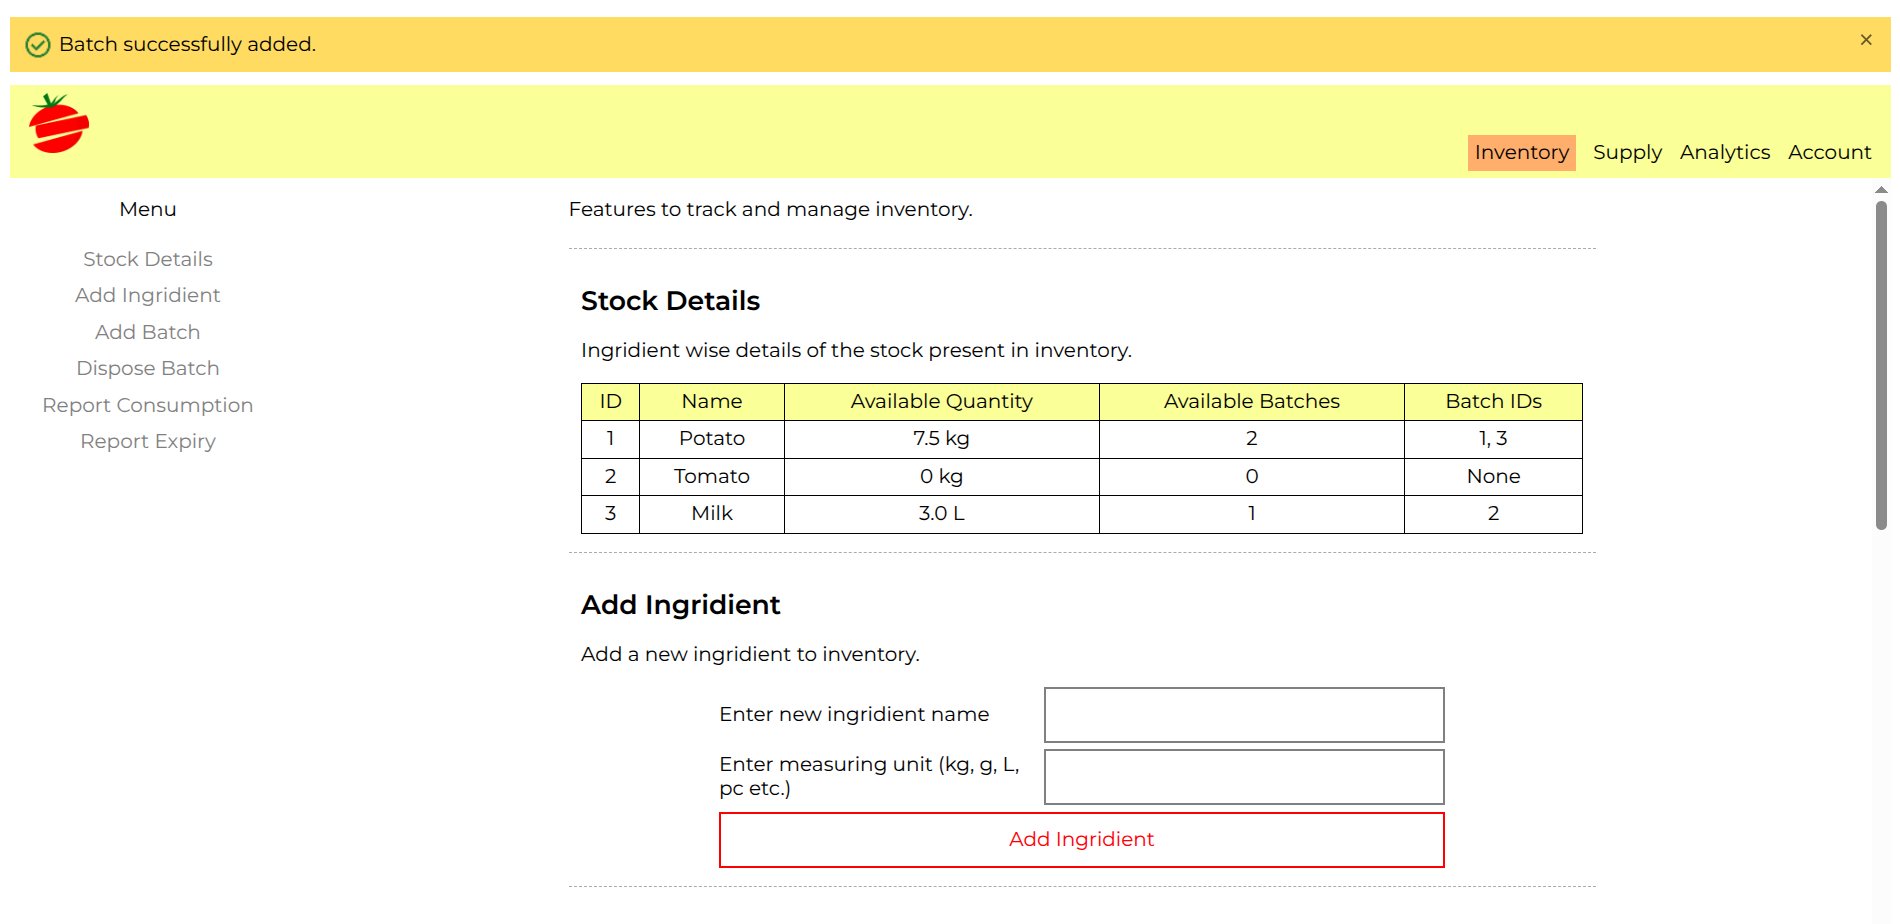 Batch successfully added.
×
Inventory Supply Analytics Account
Menu
Stock Details
Add Ingridient
Add Batch
Dispose Batch
Report Consumption
Report Expiry
Features to track and manage inventory.
Stock Details
Ingridient wise details of the stock present in inventory.
ID Name Available Quantity Available Batches Batch IDs
1 Potato 7.5 kg 2 1, 3
2 Tomato 0 kg 0 None
3 Milk 3.0 L 1 2
Add Ingridient
Add a new ingridient to inventory.
Enter new ingridient name
Enter measuring unit (kg, g, L,
pc etc.)
Add Ingridient